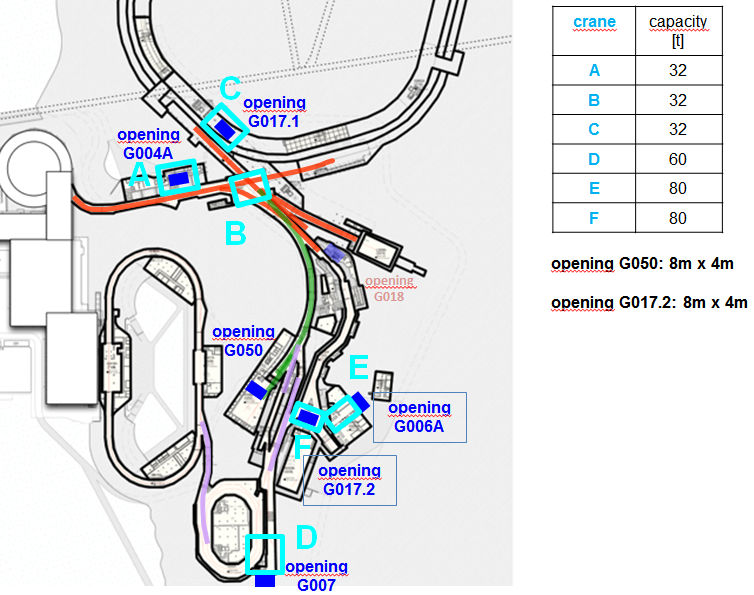 C
opening
G017.1
opening
G004A
A
B
opening
G018
opening
G050
E
opening
G006A
F
opening
G017.2
D
opening
G007
crane capacity
[t]
A 32
B 32
C 32
D 60
E 80
F 80
opening G050: 8m x 4m
opening G017.2: 8m x 4m